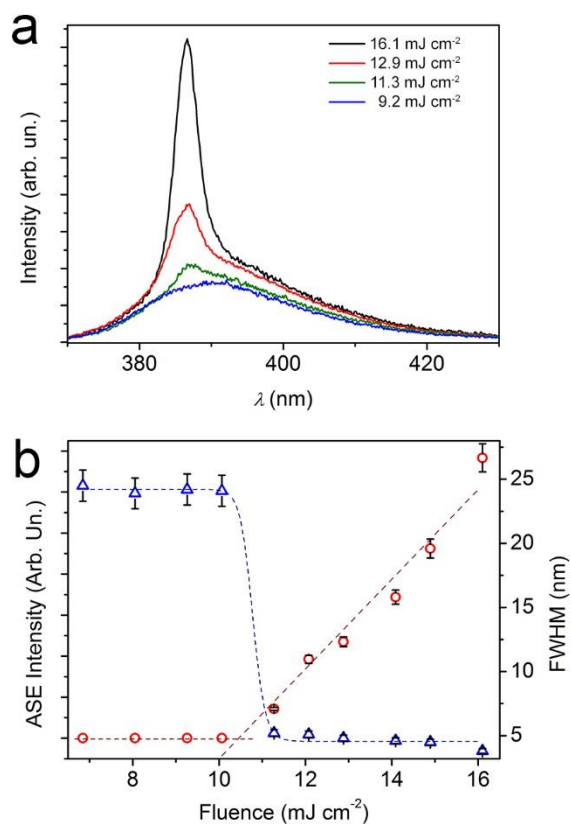 a
Intensity (arb. un.)
16.1 mJ cm⁻²
12.9 mJ cm⁻²
11.3 mJ cm⁻²
9.2 mJ cm⁻²
380
400
420
λ (nm)
b
ASE Intensity (Arb. Un.)
25
20
15
10
5
FWHM (nm)
8
10
12
14
16
Fluence (mJ cm⁻²)